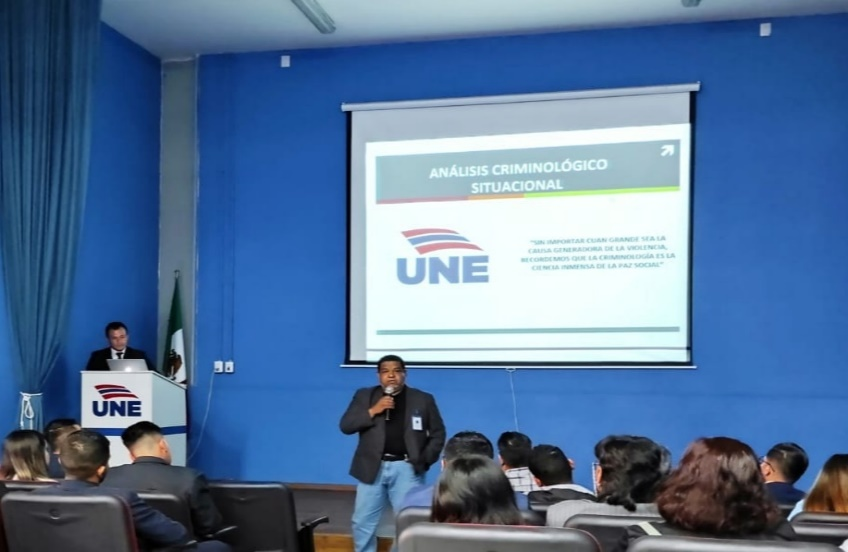 ANÁLISIS CRIMINOLÓGICO
SITUACIONAL
UNE
"SIN IMPORTAR CUAN GRANDE SEA LA
CAUSA GENERADORA DE LA VIOLENCIA,
RECORDEMOS QUE LA CRIMINOLOGÍA ES LA
CIENCIA INMENSA DE LA PAZ SOCIAL"
UNE